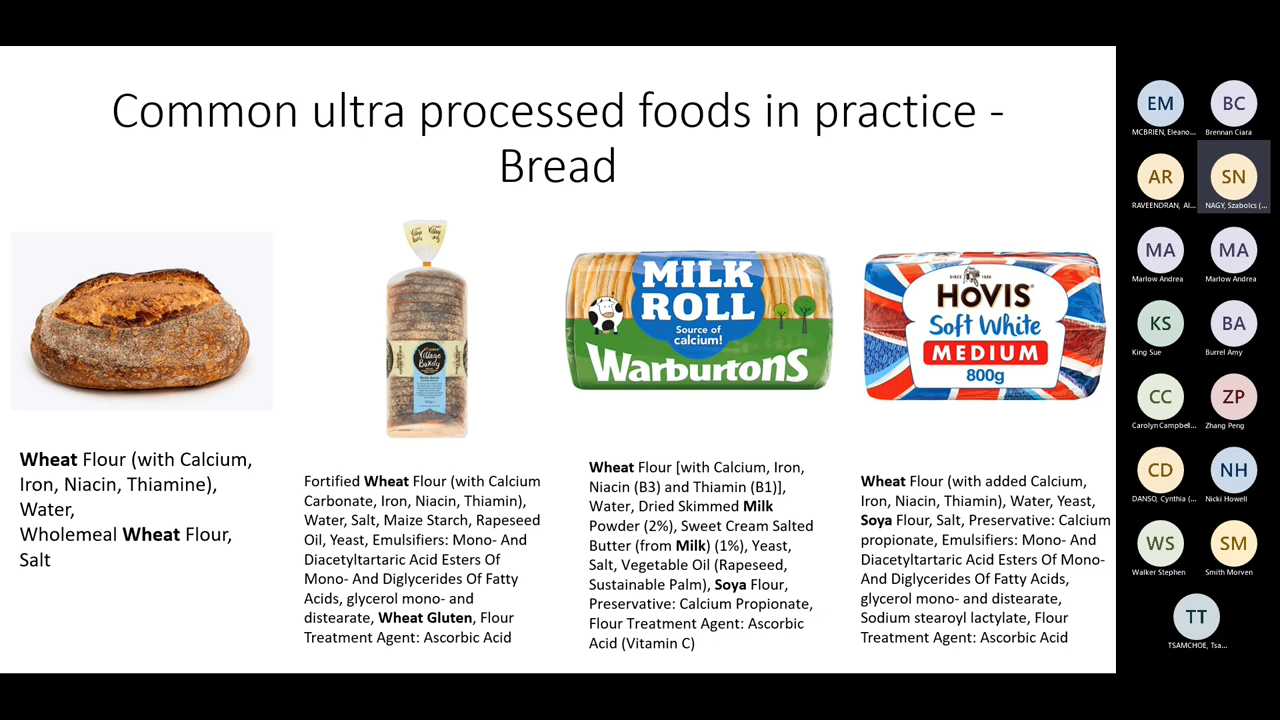 Common ultra processed foods in practice -
Bread
Village
Bakery
MILK
ROLL
Source of
calcium!
Warburtons
SINCE 1886
HOVIS
Soft White
MEDIUM
800g
Wheat Flour (with Calcium,
Iron, Niacin, Thiamine),
Water,
Wholemeal Wheat Flour,
Salt
Fortified Wheat Flour (with Calcium
Carbonate, Iron, Niacin, Thiamin),
Water, Salt, Maize Starch, Rapeseed
Oil, Yeast, Emulsifiers: Mono- And
Diacetyltartaric Acid Esters Of
Mono- And Diglycerides Of Fatty
Acids, glycerol mono- and
distearate, Wheat Gluten, Flour
Treatment Agent: Ascorbic Acid
Wheat Flour [with Calcium, Iron,
Niacin (B3) and Thiamin (B1)],
Water, Dried Skimmed Milk
Powder (2%), Sweet Cream Salted
Butter (from Milk) (1%), Yeast,
Salt, Vegetable Oil (Rapeseed,
Sustainable Palm), Soya Flour,
Preservative: Calcium Propionate,
Flour Treatment Agent: Ascorbic
Acid (Vitamin C)
Wheat Flour (with added Calcium,
Iron, Niacin, Thiamin), Water, Yeast,
Soya Flour, Salt, Preservative: Calcium
propionate, Emulsifiers: Mono- And
Diacetyltartaric Acid Esters Of Mono-
And Diglycerides Of Fatty Acids,
glycerol mono- and distearate,
Sodium stearoyl lactylate, Flour
Treatment Agent: Ascorbic Acid
EM
MCBRIEN, Eleano...
BC
Brennan Ciara
AR
RAVEENDRAN, Al...
SN
NAGY, Szabolcs (...
MA
Marlow Andrea
MA
Marlow Andrea
KS
King Sue
BA
Burrel Amy
CC
Carolyn Campbell...
ZP
Zhang Peng
CD
DANSO, Cynthia (...
NH
Nicki Howell
WS
Walker Stephen
SM
Smith Morven
TT
TSAMCHOE, Tsa...